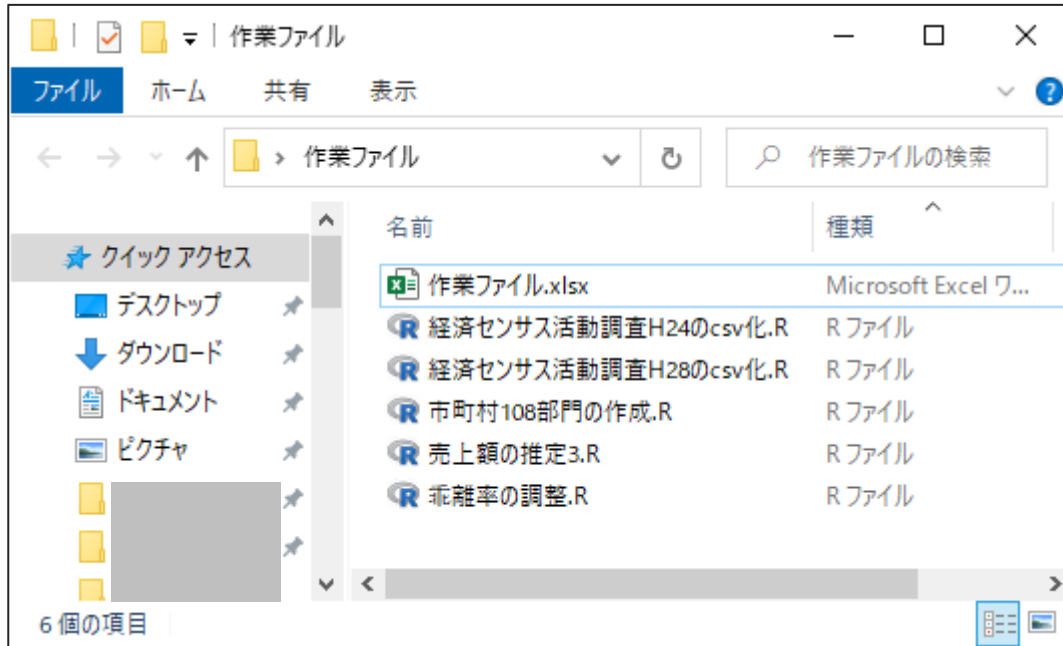 作業ファイル
ファイル ホーム 共有 表示
作業ファイル 作業ファイルの検索
名前 種類
クイック アクセス
デスクトップ
ダウンロード
ドキュメント
ピクチャ
作業ファイル.xlsx Microsoft Excel ワ...
経済センサス活動調査H24のcsv化.R R ファイル
経済センサス活動調査H28のcsv化.R R ファイル
市町村108部門の作成.R R ファイル
売上額の推定3.R R ファイル
乖離率の調整.R R ファイル
6 個の項目